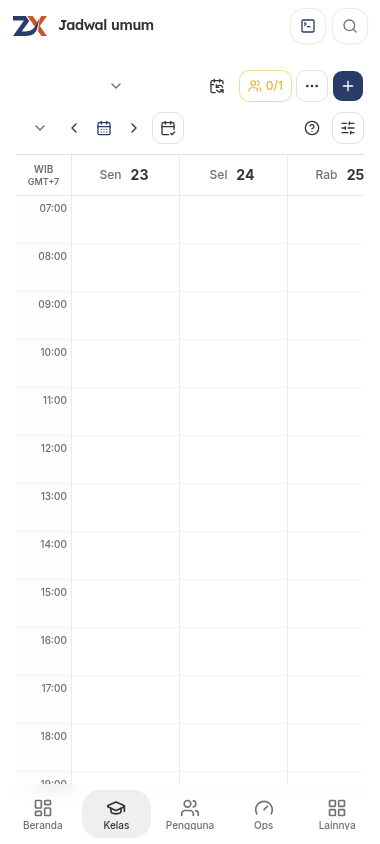 ZX Jadwal umum
0/1
WIB
GMT+7
Sen 23
Sel 24
Rab 25
07:00
08:00
09:00
10:00
11:00
12:00
13:00
14:00
15:00
16:00
17:00
18:00
19:00
Beranda
Kelas
Pengguna
Ops
Lainnya